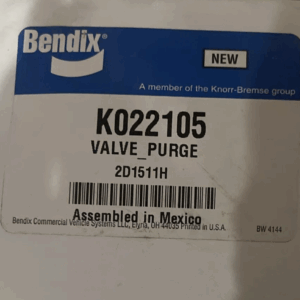 Bendix®
NEW
A member of the Knorr-Bremse group
K022105
VALVE_PURGE
2D1511H
Assembled in Mexico
Bendix Commercial Vehicle Systems LLC, Elyria, OH 44035 Printed in U.S.A. BW 4144